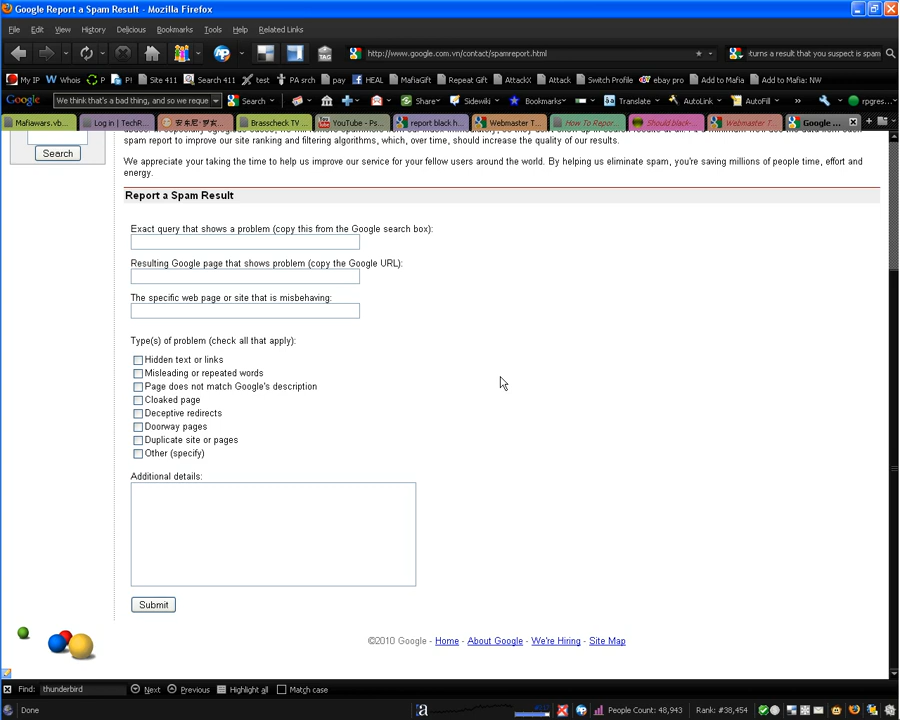 Google Report a Spam Result - Mozilla Firefox
File Edit View History Delicious Bookmarks Tools Help Related Links
http://www.google.com.vn/contact/spamreport.html
turns a result that you suspect is spam
My IP Whois P P! Site 411 Search 411 test PA srch pay HEAL MafiaGift Repeat Gift AttackX Attack Switch Profile ebay pro Add to Mafia Add to Mafia: NW
Google We think that's a bad thing, and so we reque Search Share Sidewiki Bookmarks Translate AutoLink AutoFill » rpgres...
Mafiawars.vb... Log in | TechR... Brasscheck TV ... YouTube - Ps... report black h... Webmaster T... How To Repor... Should black-... Webmaster T... Google ...
spam report to improve our site ranking and filtering algorithms, which, over time, should increase the quality of our results.
Search
We appreciate your taking the time to help us improve our service for your fellow users around the world. By helping us eliminate spam, you're saving millions of people time, effort and
energy.
Report a Spam Result
Exact query that shows a problem (copy this from the Google search box):
Resulting Google page that shows problem (copy the Google URL):
The specific web page or site that is misbehaving:
Type(s) of problem (check all that apply):
Hidden text or links
Misleading or repeated words
Page does not match Google's description
Cloaked page
Deceptive redirects
Doorway pages
Duplicate site or pages
Other (specify)
Additional details:
Submit
©2010 Google - Home - About Google - We're Hiring - Site Map
Find: thunderbird Next Previous Highlight all Match case
Done
a People Count: 48,943 Rank: #38,454